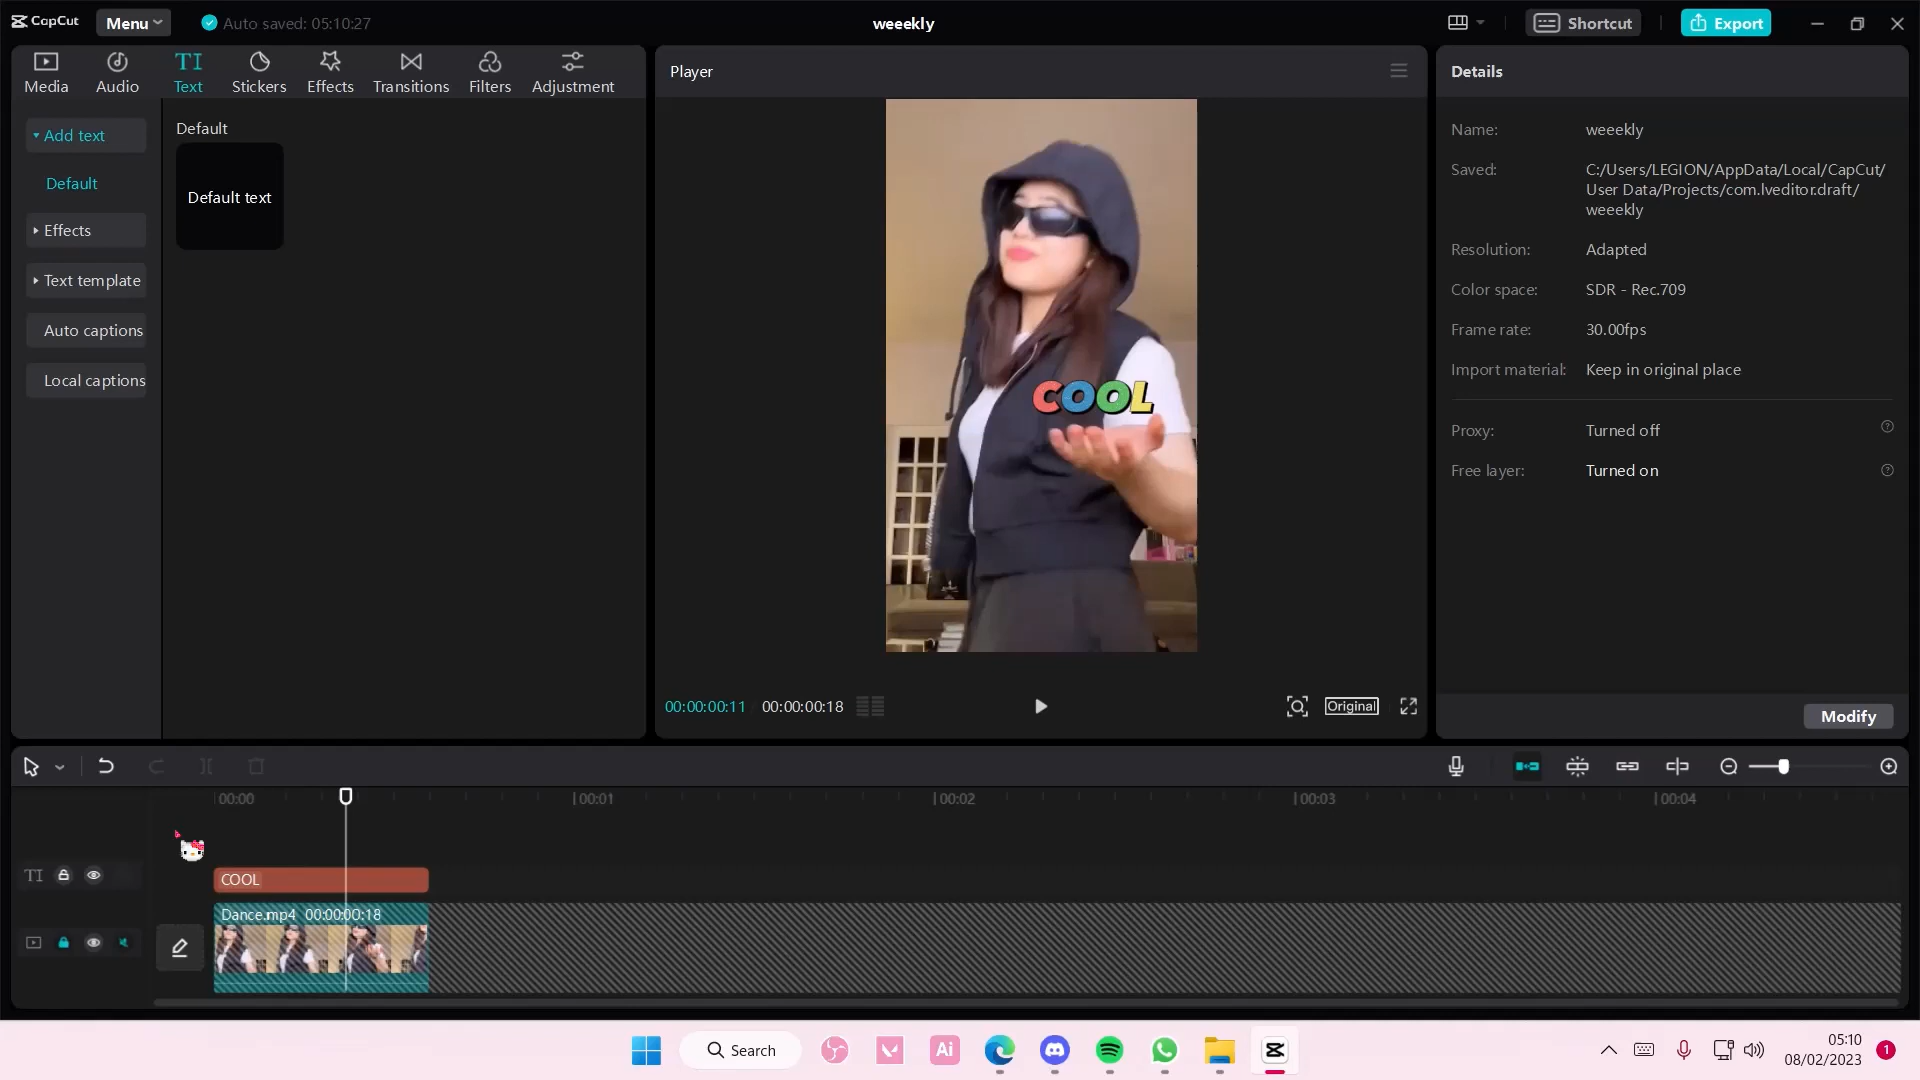 CapCut
Menu
Auto saved: 05:10:27
weeekly
Shortcut
Export
Media
Audio
TI
Text
Stickers
Effects
Transitions
Filters
Adjustment
Add text
Default
Effects
Text template
Auto captions
Local captions
Default
Default text
Player
COOL
00:00:00:11
00:00:00:18
Original
Details
Name: weeekly
Saved: C:/Users/LEGION/AppData/Local/CapCut/
User Data/Projects/com.lveditor.draft/
weeekly
Resolution: Adapted
Color space: SDR - Rec.709
Frame rate: 30.00fps
Import material: Keep in original place
Proxy: Turned off
Free layer: Turned on
Modify
00:00
00:01
00:02
00:03
00:04
TI
COOL
Dance.mp4 00:00:00:18
Search
Ai
05:10
08/02/2023
1